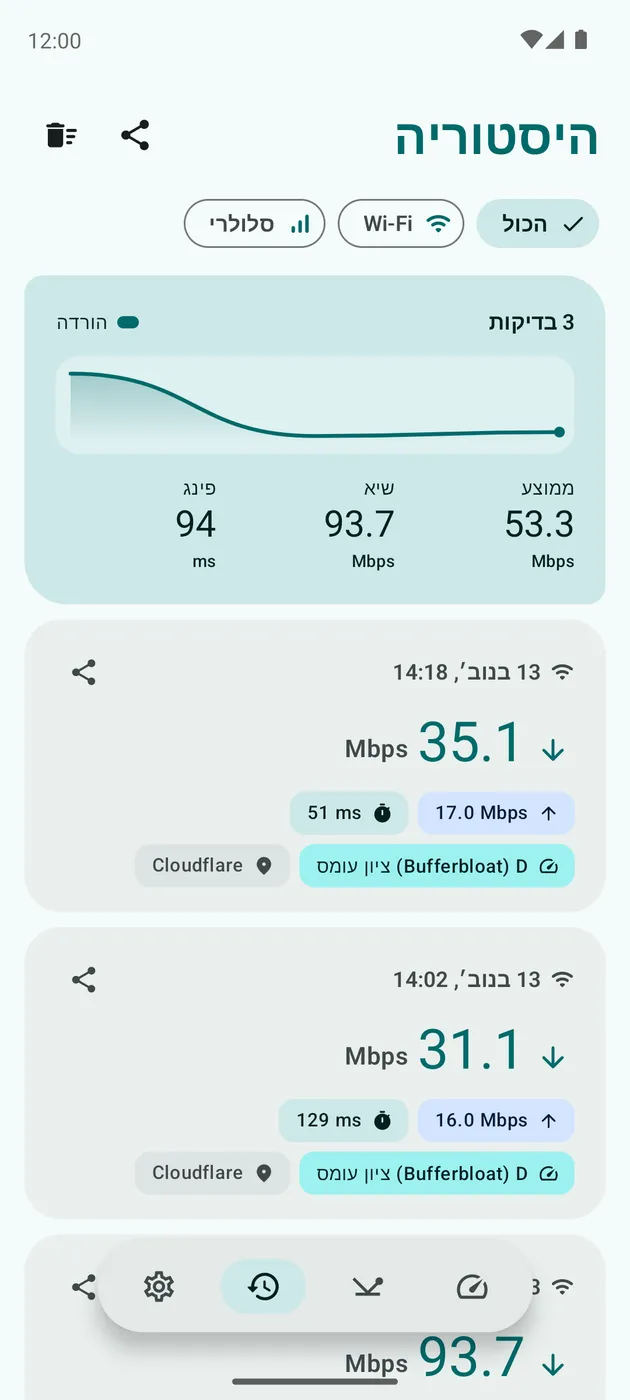 12:00
היסטוריה
הכול
Wi-Fi
סלולרי
3 בדיקות
הורדה
ממוצע
שיא
פינג
53.3
93.7
94
Mbps
Mbps
ms
13 בנוב׳, 14:18
35.1 Mbps
17.0 Mbps
51 ms
ציון עומס (Bufferbloat) D
Cloudflare
13 בנוב׳, 14:02
31.1 Mbps
16.0 Mbps
129 ms
ציון עומס (Bufferbloat) D
Cloudflare
93.7 Mbps